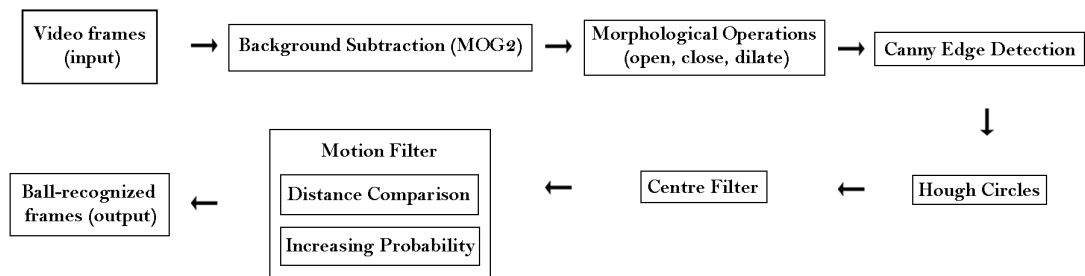 Video frames
(input)
Background Subtraction (MOG2)
Morphological Operations
(open, close, dilate)
Canny Edge Detection
Hough Circles
Centre Filter
Motion Filter
Distance Comparison
Increasing Probability
Ball-recognized
frames (output)